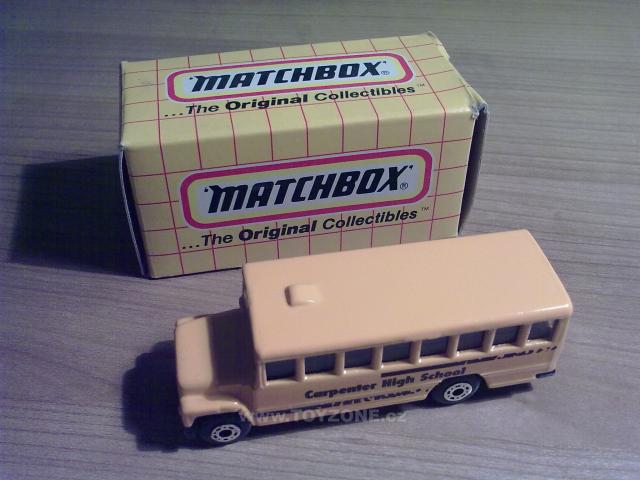 MATCHBOX®
...The Original Collectibles™
MATCHBOX®
...The Original Collectibles™
Carpenter High School
www.TOYZONE.cz